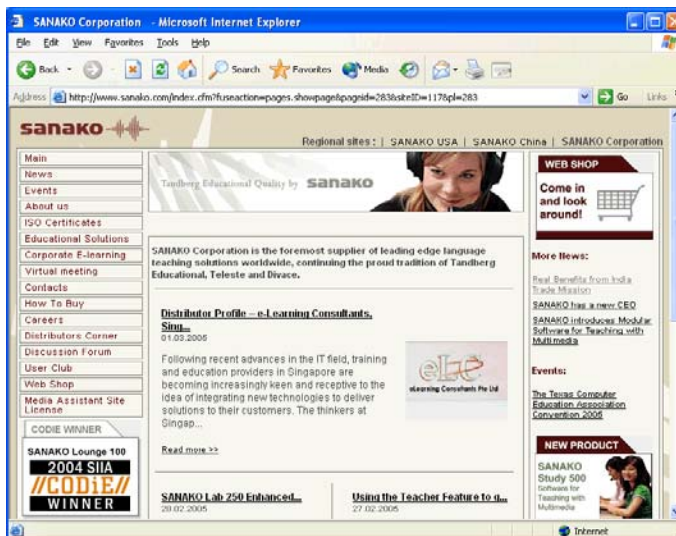 SANAKO Corporation - Microsoft Internet Explorer
File Edit View Favorites Tools Help
Back Search Favorites Media
Address http://www.sanako.com/index.cfm?fuseaction=pages.showpage&pageid=283&siteID=117&pl=283 Go Links
sanako
Regional sites : | SANAKO USA | SANAKO China | SANAKO Corporation
Main
News
Events
About us
ISO Certificates
Educational Solutions
Corporate E-learning
Virtual meeting
Contacts
How To Buy
Careers
Distributors Corner
Discussion Forum
User Club
Web Shop
Media Assistant Site
License
CODIE WINNER
SANAKO Lounge 100
2004 SIIA
//CODiE//
WINNER
Tandberg Educational Quality by sanako
SANAKO Corporation is the foremost supplier of leading edge language
teaching solutions worldwide, continuing the proud tradition of Tandberg
Educational, Teleste and Divace.
Distributor Profile – e-Learning Consultants,
Sing...
01.03.2005
Following recent advances in the IT field, training
and education providers in Singapore are
becoming increasingly keen and receptive to the
idea of integrating new technologies to deliver
solutions to their customers. The thinkers at
Singap...
Read more >>
eLc
eLearning Consultants Pte Ltd
SANAKO Lab 250 Enhanced...
28.02.2005
Using the Teacher Feature to g...
27.02.2005
WEB SHOP
Come in
and look
around!
More News:
Real Benefits from India
Trade Mission
SANAKO has a new CEO
SANAKO introduces Modular
Software for Teaching with
Multimedia
Events:
The Texas Computer
Education Association
Convention 2005
NEW PRODUCT
SANAKO
Study 500
Software for
Teaching with
Multimedia
Internet